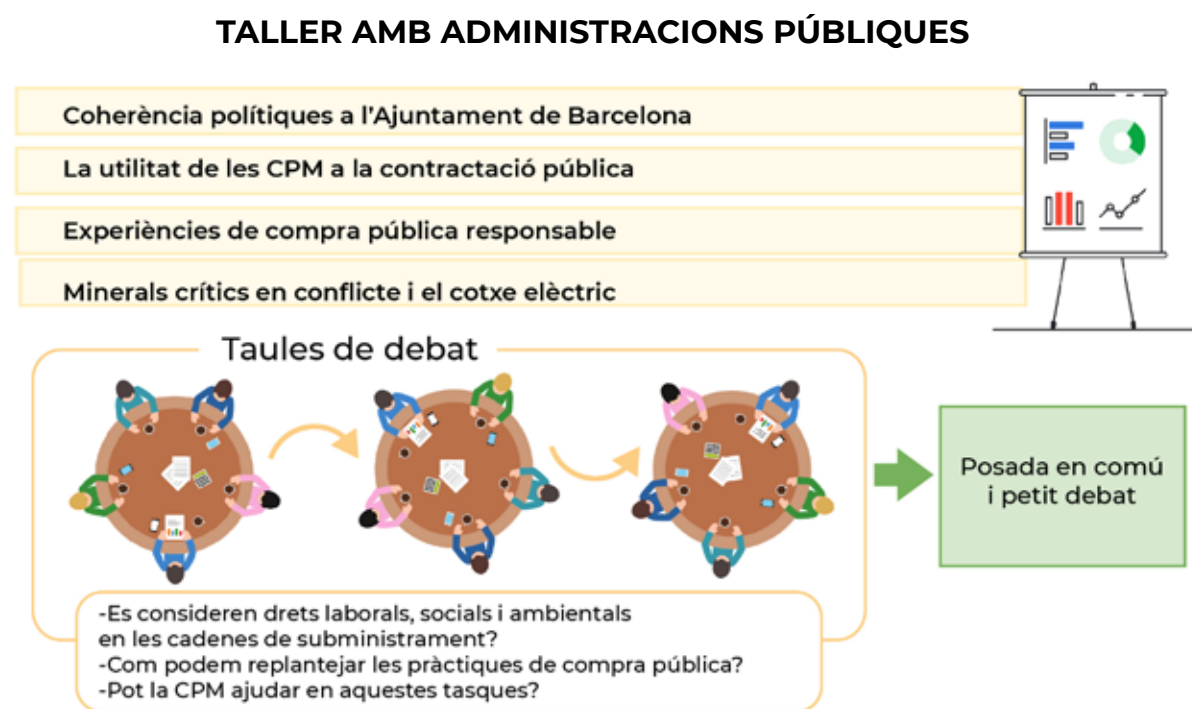 TALLER AMB ADMINISTRACIONS PÚBLIQUES
Coherència polítiques a l'Ajuntament de Barcelona
La utilitat de les CPM a la contractació pública
Experiències de compra pública responsable
Minerals crítics en conflicte i el cotxe elèctric
Taules de debat
Posada en comú
i petit debat
-Es consideren drets laborals, socials i ambientals
en les cadenes de subministrament?
-Com podem replantejar les pràctiques de compra pública?
-Pot la CPM ajudar en aquestes tasques?